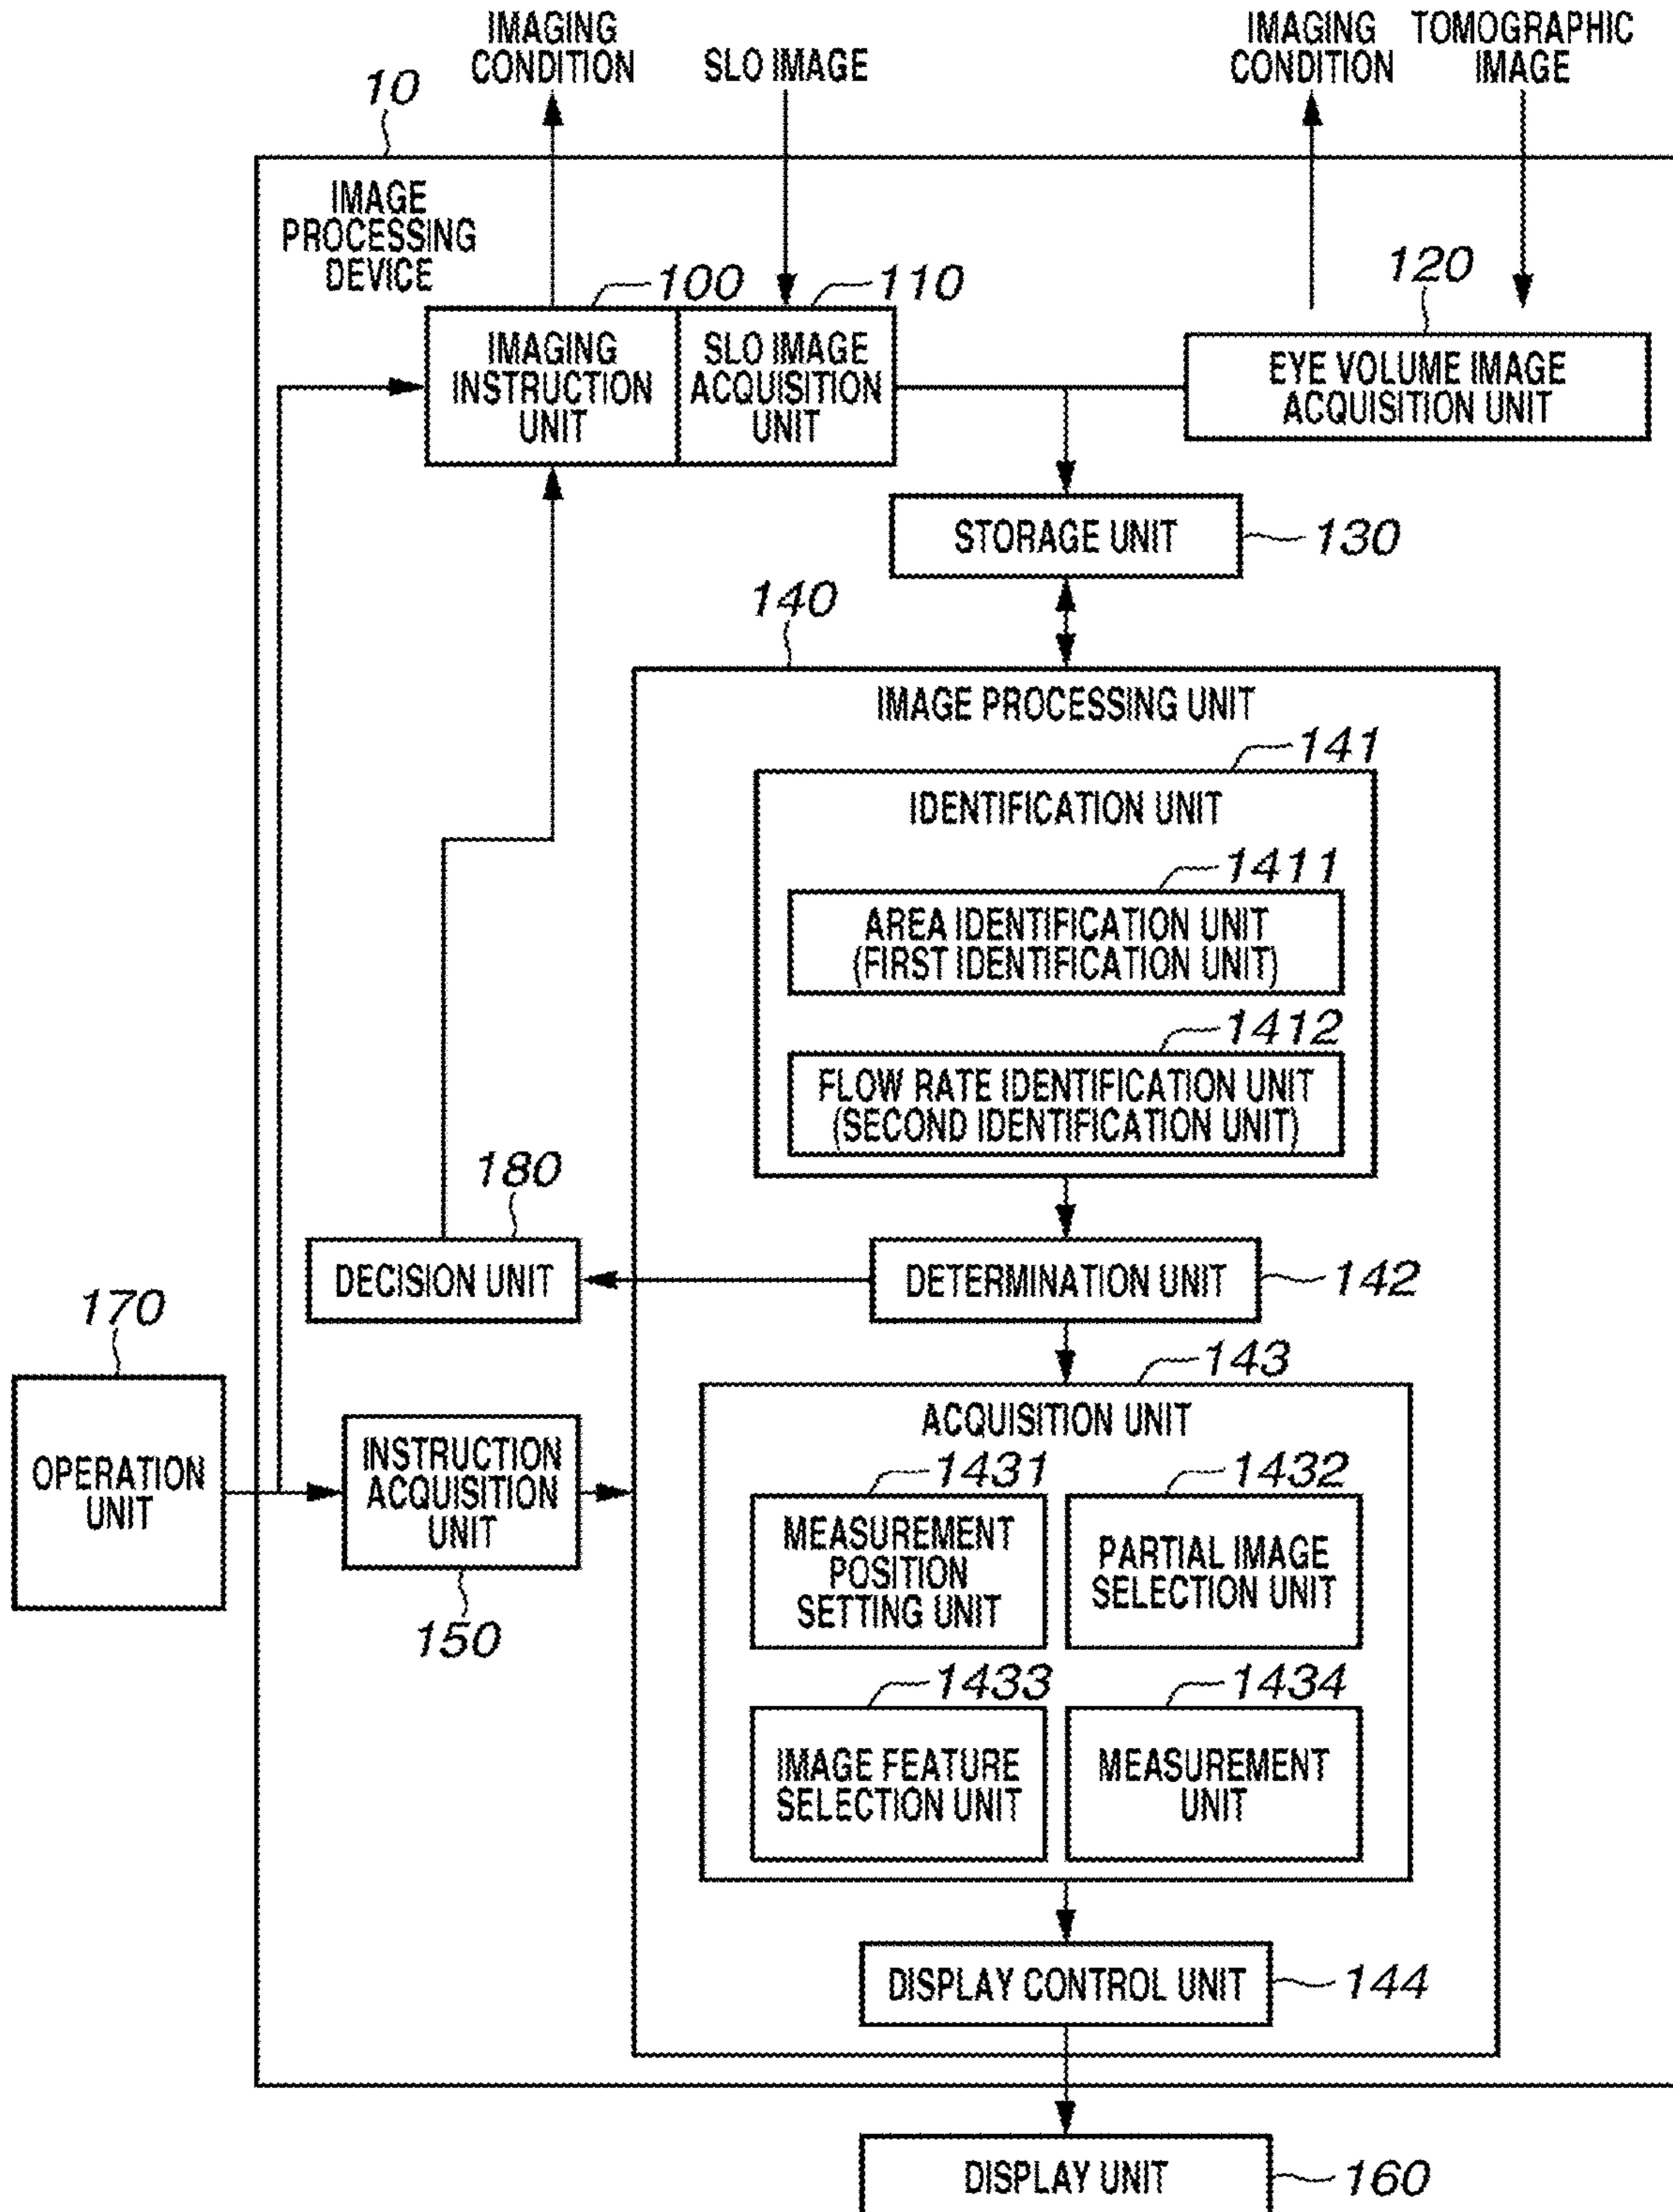 IMAGING
CONDITION
SLO IMAGE
IMAGING
CONDITION
TOMOGRAPHIC
IMAGE
10
IMAGE
PROCESSING
DEVICE
100
110
120
IMAGING
INSTRUCTION
UNIT
SLO IMAGE
ACQUISITION
UNIT
EYE VOLUME IMAGE
ACQUISITION UNIT
STORAGE UNIT
130
140
IMAGE PROCESSING UNIT
141
IDENTIFICATION UNIT
1411
AREA IDENTIFICATION UNIT
(FIRST IDENTIFICATION UNIT)
1412
FLOW RATE IDENTIFICATION UNIT
(SECOND IDENTIFICATION UNIT)
180
DECISION UNIT
DETERMINATION UNIT
142
170
OPERATION
UNIT
INSTRUCTION
ACQUISITION
UNIT
150
143
ACQUISITION UNIT
1431
1432
MEASUREMENT
POSITION
SETTING UNIT
PARTIAL IMAGE
SELECTION UNIT
1433
1434
IMAGE FEATURE
SELECTION UNIT
MEASUREMENT
UNIT
DISPLAY CONTROL UNIT
144
DISPLAY UNIT
160